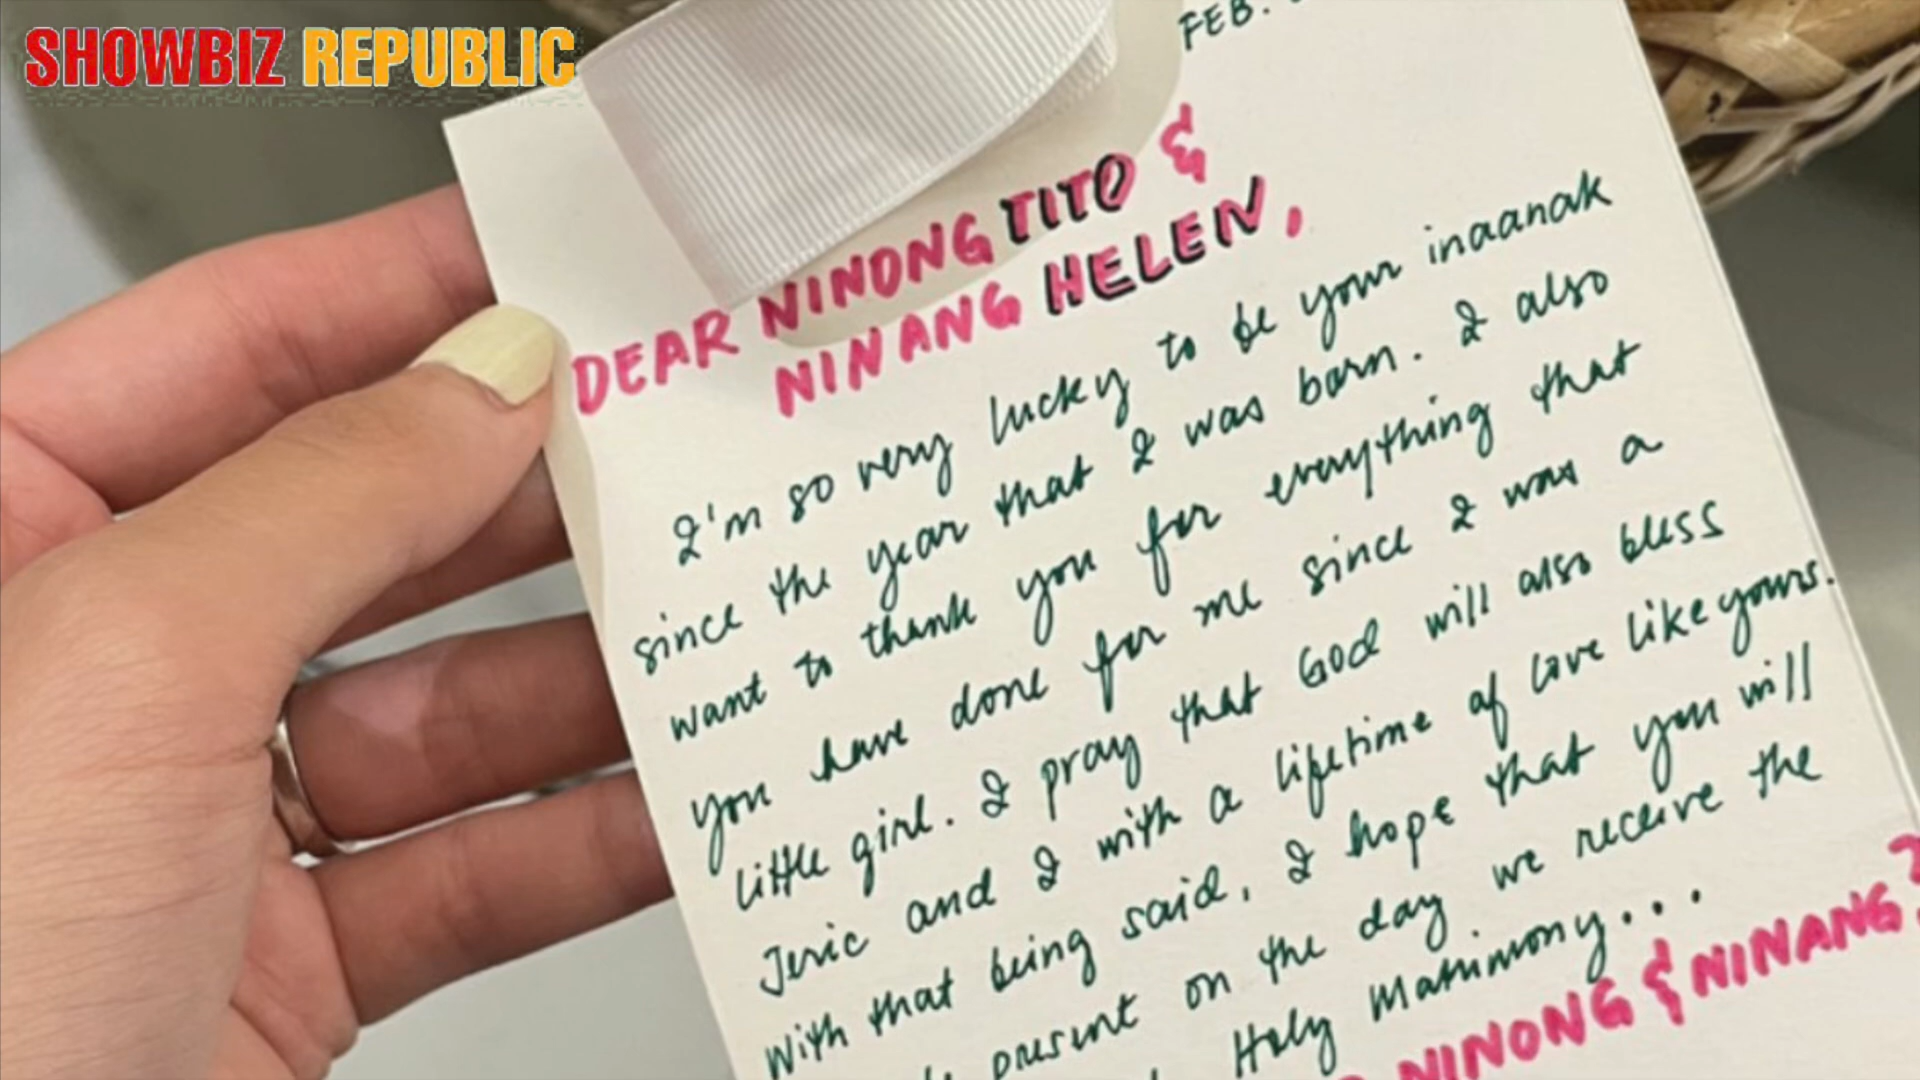 SHOWBIZ REPUBLIC
FEB.
DEAR NINONG TITO &
NINANG HELEN,
I'm so very lucky to be your inaanak
since the year that I was born. I also
want to thank you for everything that
you have done for me since I was a
little girl. I pray that God will also bless
Jeric and I with a lifetime of love like yours.
With that being said, I hope that you will
present on the day we receive the
Holy Matrimony...
NINONG & NINANG?